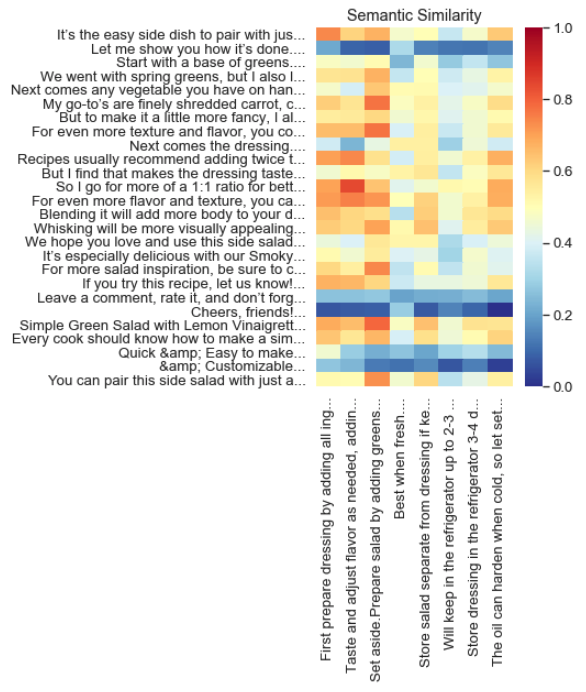 Semantic Similarity
It's the easy side dish to pair with jus...
Let me show you how it's done....
Start with a base of greens....
We went with spring greens, but I also l...
Next comes any vegetable you have on han...
My go-to's are finely shredded carrot, c...
But to make it a little more fancy, I al...
For even more texture and flavor, you co...
Next comes the dressing....
Recipes usually recommend adding twice t...
But I find that makes the dressing taste...
So I go for more of a 1:1 ratio for bett...
For even more flavor and texture, you ca...
Blending it will add more body to your d...
Whisking will be more visually appealing...
We hope you love and use this side salad...
It's especially delicious with our Smoky...
For more salad inspiration, be sure to c...
If you try this recipe, let us know!...
Leave a comment, rate it, and don't forg...
Cheers, friends!...
Simple Green Salad with Lemon Vinaigrett...
Every cook should know how to make a sim...
Quick &amp; Easy to make...
&amp; Customizable...
You can pair this side salad with just a...
1.0
0.8
0.6
0.4
0.2
0.0
First prepare dressing by adding all ing...
Taste and adjust flavor as needed, addin...
Set aside.Prepare salad by adding greens...
Best when fresh....
Store salad separate from dressing if ke...
Will keep in the refrigerator up to 2-3 ...
Store dressing in the refrigerator 3-4 d...
The oil can harden when cold, so let set...